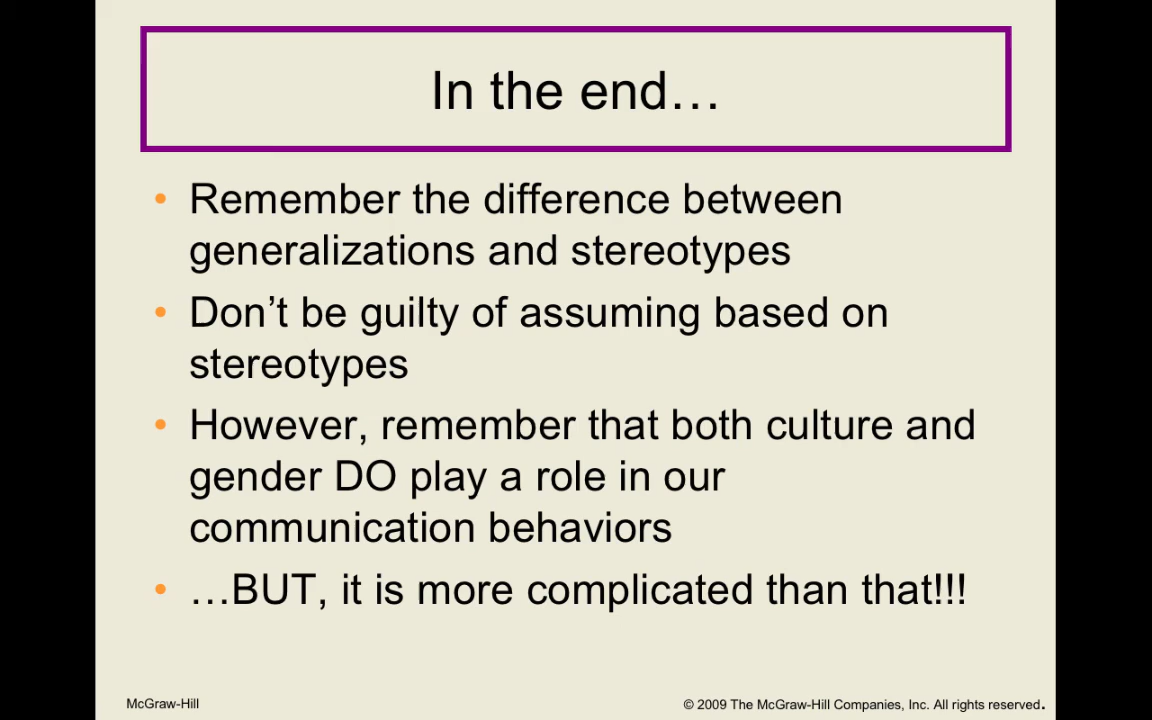 In the end…
• Remember the difference between
generalizations and stereotypes
• Don’t be guilty of assuming based on
stereotypes
• However, remember that both culture and
gender DO play a role in our
communication behaviors
• …BUT, it is more complicated than that!!!
McGraw-Hill
© 2009 The McGraw-Hill Companies, Inc. All rights reserved.